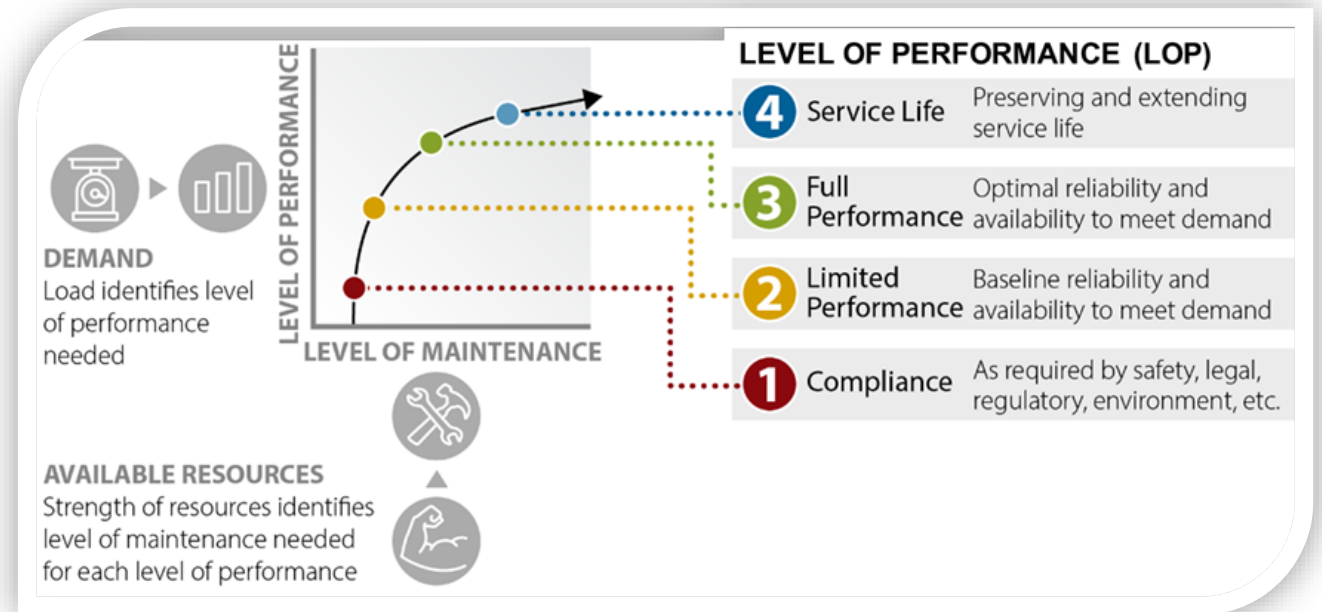 LEVEL OF PERFORMANCE (LOP)
4 Service Life Preserving and extending
service life
3 Full
Performance Optimal reliability and
availability to meet demand
2 Limited
Performance Baseline reliability and
availability to meet demand
1 Compliance As required by safety, legal,
regulatory, environment, etc.
LEVEL OF PERFORMANCE
LEVEL OF MAINTENANCE
DEMAND
Load identifies level
of performance
needed
AVAILABLE RESOURCES
Strength of resources identifies
level of maintenance needed
for each level of performance